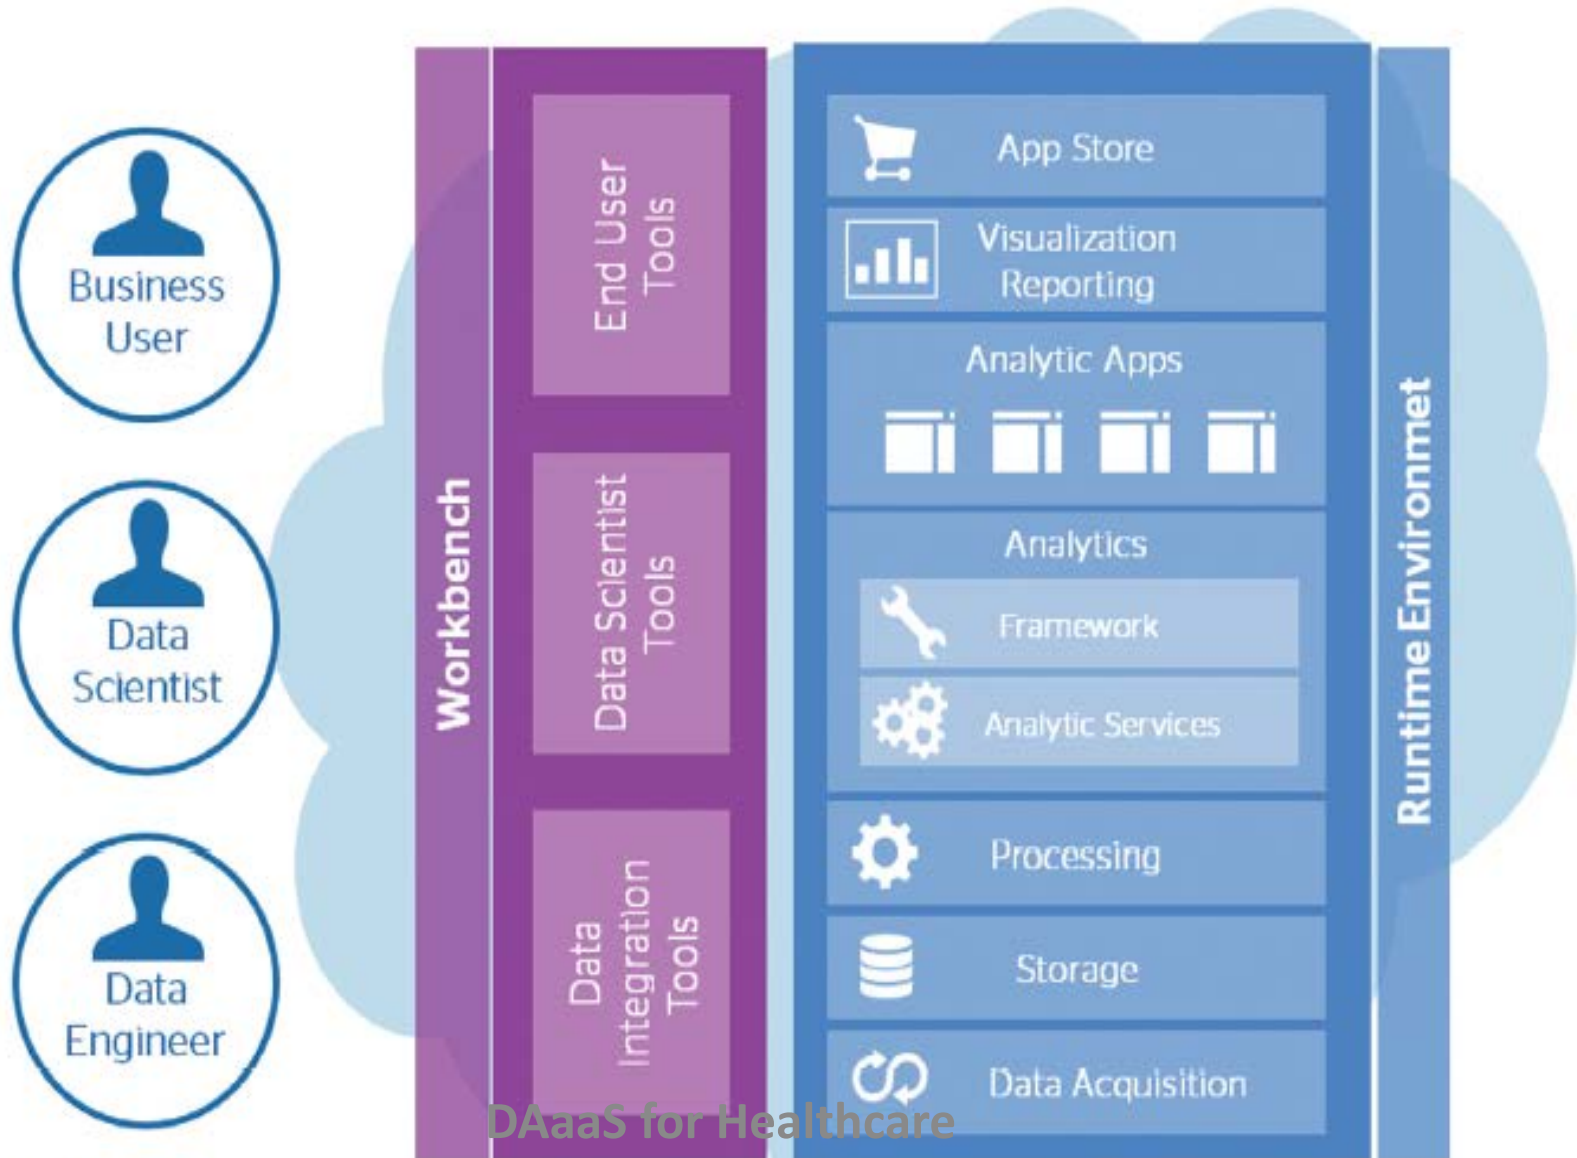 Business
User
Data
Scientist
Data
Engineer
Workbench
End User
Tools
Data Scientist
Tools
Data
Integration
Tools
App Store
Visualization
Reporting
Analytic Apps
Analytics
Framework
Analytic Services
Processing
Storage
Data Acquisition
Runtime Environmet
DAaaS for Healthcare